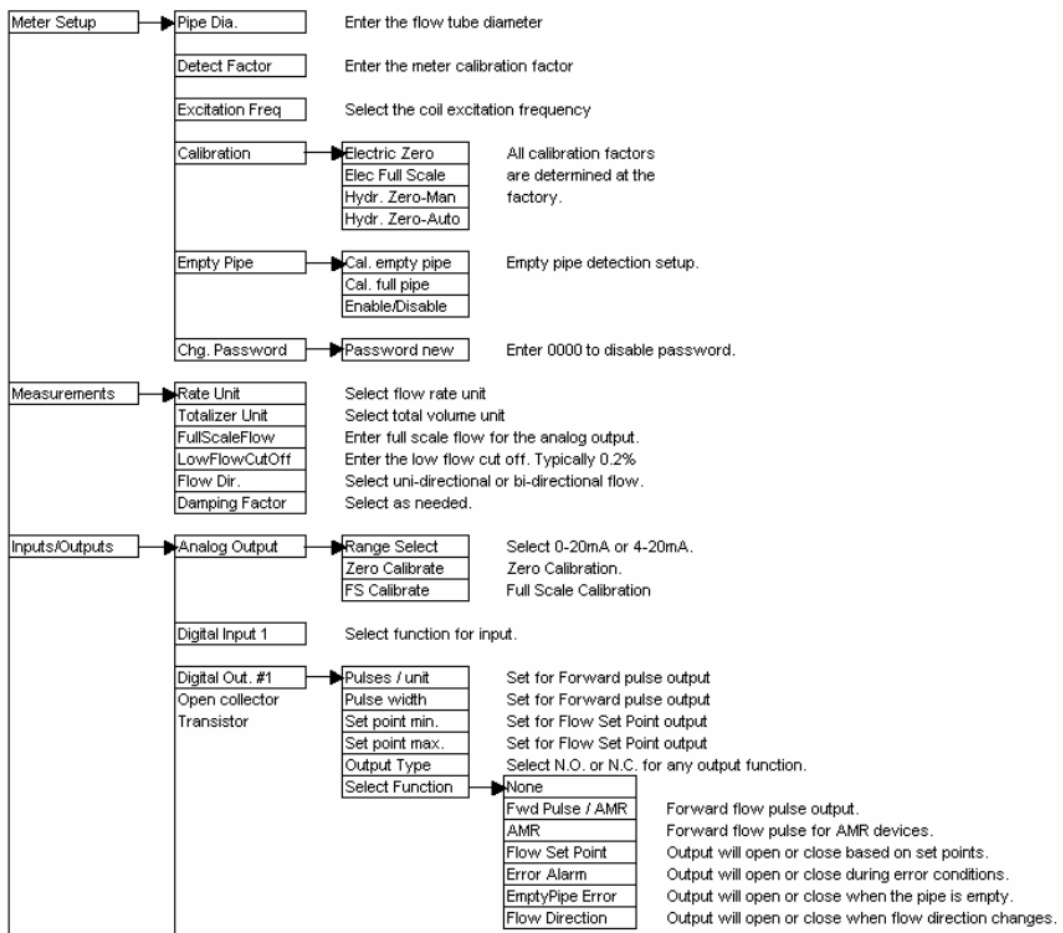 Meter Setup Pipe Dia. Enter the flow tube diameter
Detect Factor Enter the meter calibration factor
Excitation Freq Select the coil excitation frequency
Calibration Electric Zero All calibration factors
Elec Full Scale are determined at the
Hydr. Zero-Man factory.
Hydr. Zero-Auto
Empty Pipe Cal. empty pipe Empty pipe detection setup.
Cal. full pipe
Enable/Disable
Chg. Password Password new Enter 0000 to disable password.
Measurements Rate Unit Select flow rate unit
Totalizer Unit Select total volume unit
FullScaleFlow Enter full scale flow for the analog output.
LowFlowCutOff Enter the low flow cut off. Typically 0.2%
Flow Dir. Select uni-directional or bi-directional flow.
Damping Factor Select as needed.
Inputs/Outputs Analog Output Range Select Select 0-20mA or 4-20mA.
Zero Calibrate Zero Calibration.
FS Calibrate Full Scale Calibration
Digital Input 1 Select function for input.
Digital Out. #1 Pulses / unit Set for Forward pulse output
Open collector Pulse width Set for Forward pulse output
Transistor Set point min. Set for Flow Set Point output
Set point max. Set for Flow Set Point output
Output Type Select N.O. or N.C. for any output function.
Select Function None
Fwd Pulse / AMR Forward flow pulse output.
AMR Forward flow pulse for AMR devices.
Flow Set Point Output will open or close based on set points.
Error Alarm Output will open or close during error conditions.
EmptyPipe Error Output will open or close when the pipe is empty.
Flow Direction Output will open or close when flow direction changes.